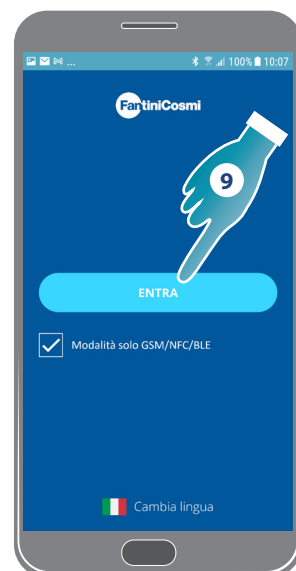 ... 100% 10:07
FantiniCosmi
9
ENTRA
Modalità solo GSM/NFC/BLE
Cambia lingua